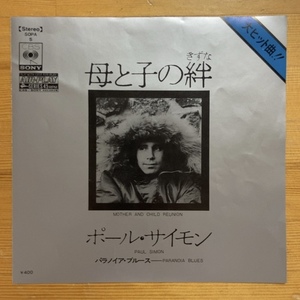 [Stereo]
SOPA
5
SONY
大ヒット曲!!
きずな
母と子の絆
MOTHER AND CHILD REUNION
ポール・サイモン
PAUL SIMON
パラノイア・ブルース——PARANOIA BLUES